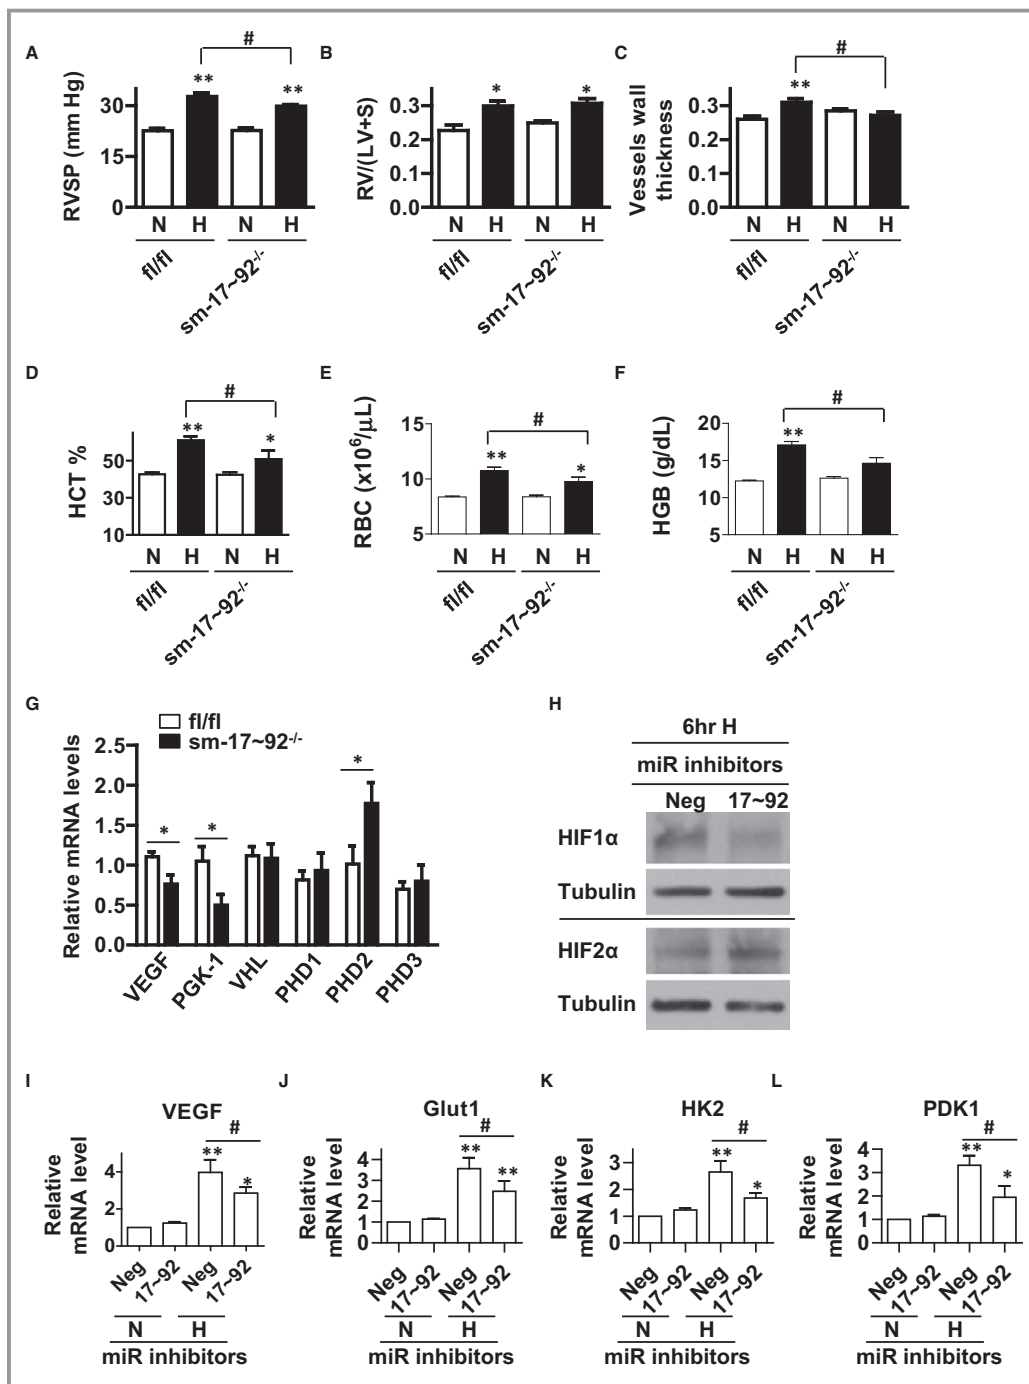 A
RVSP (mm Hg)
30
15
0
**
#
**
N H N H
fl/fl
sm-17~92-/-
B
RV/(LV+S)
0.3
0.2
0.1
0.0
*
*
N H N H
fl/fl
sm-17~92-/-
C
Vessels wall
thickness
0.3
0.2
0.1
0.0
**
#
N H N H
fl/fl
sm-17~92-/-
D
HCT %
50
30
10
**
#
*
N H N H
fl/fl
sm-17~92-/-
E
RBC (x10⁶/µL)
15
10
5
**
#
*
N H N H
fl/fl
sm-17~92-/-
F
HGB (g/dL)
20
15
10
5
**
#
N H N H
fl/fl
sm-17~92-/-
G
fl/fl
sm-17~92-/-
Relative mRNA levels
2.5
2.0
1.5
1.0
0.5
0.0
*
*
*
VEGF
PGK-1
VHL
PHD1
PHD2
PHD3
H
6hr H
miR inhibitors
Neg 17~92
HIF1α
Tubulin
HIF2α
Tubulin
I
VEGF
Relative
mRNA level
4
2
0
**
#
*
Neg 17~92 Neg 17~92
N H
miR inhibitors
J
Glut1
Relative
mRNA level
4
3
2
1
0
**
#
**
Neg 17~92 Neg 17~92
N H
miR inhibitors
K
HK2
Relative
mRNA level
3
2
1
0
**
#
*
Neg 17~92 Neg 17~92
N H
miR inhibitors
L
PDK1
Relative
mRNA level
4
3
2
1
0
**
#
*
Neg 17~92 Neg 17~92
N H
miR inhibitors